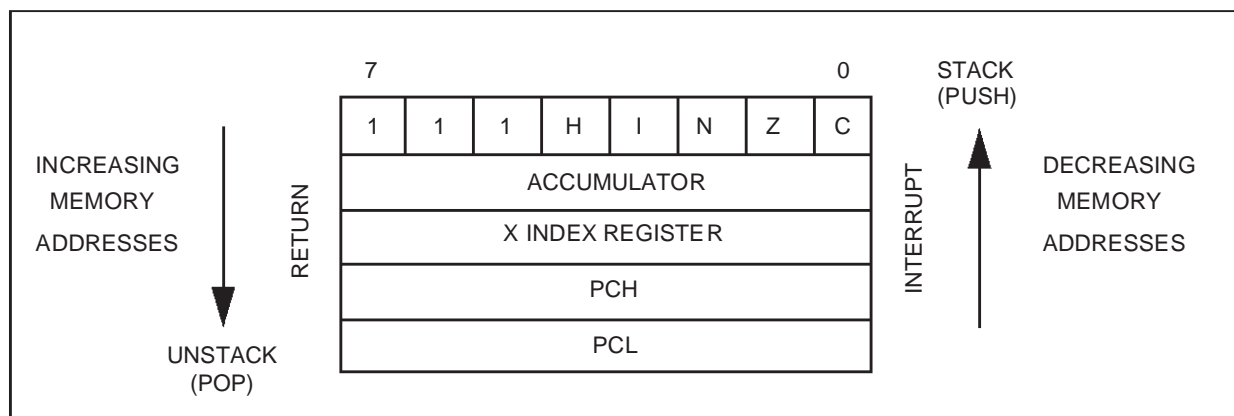 7 0
STACK
(PUSH)
1 1 1 H I N Z C
INCREASING
MEMORY
ADDRESSES
RETURN
ACCUMULATOR
X INDEX REGISTER
PCH
PCL
INTERRUPT
DECREASING
MEMORY
ADDRESSES
UNSTACK
(POP)